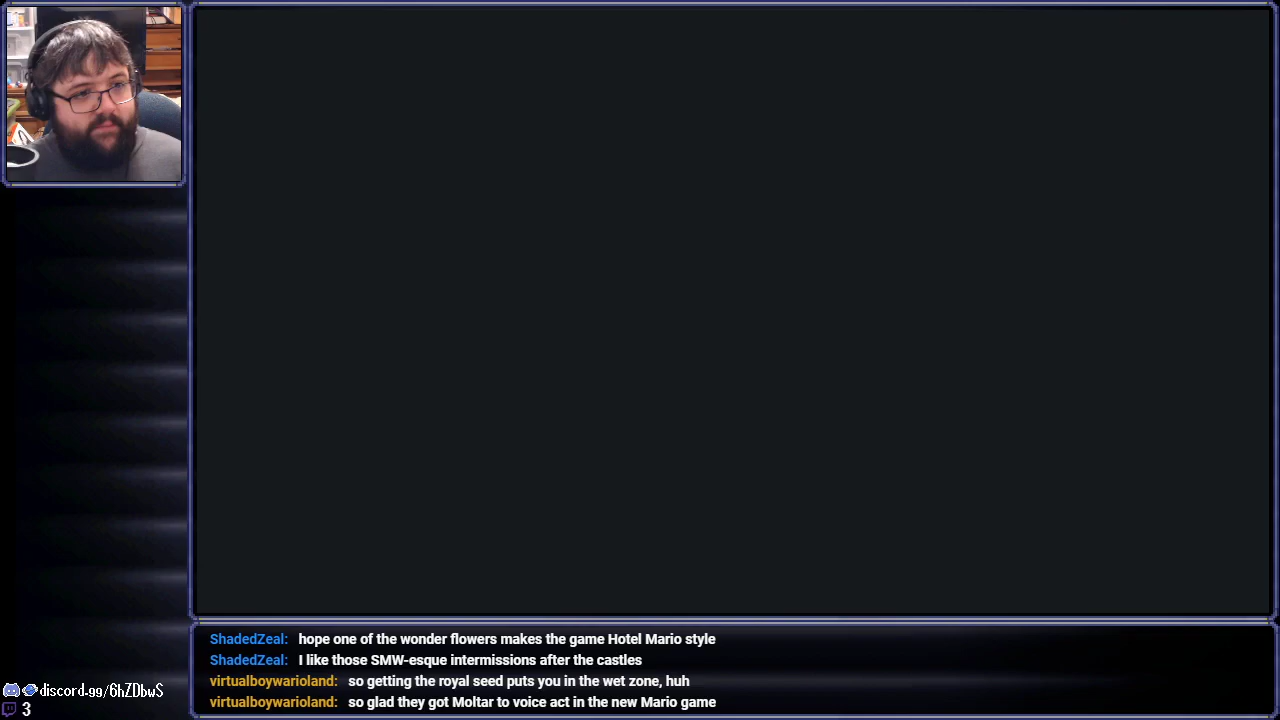 ShadedZeal: hope one of the wonder flowers makes the game Hotel Mario style
ShadedZeal: I like those SMW-esque intermissions after the castles
virtualboywarioland: so getting the royal seed puts you in the wet zone, huh
virtualboywarioland: so glad they got Moltar to voice act in the new Mario game
discord.gg/6hZDbwS
3